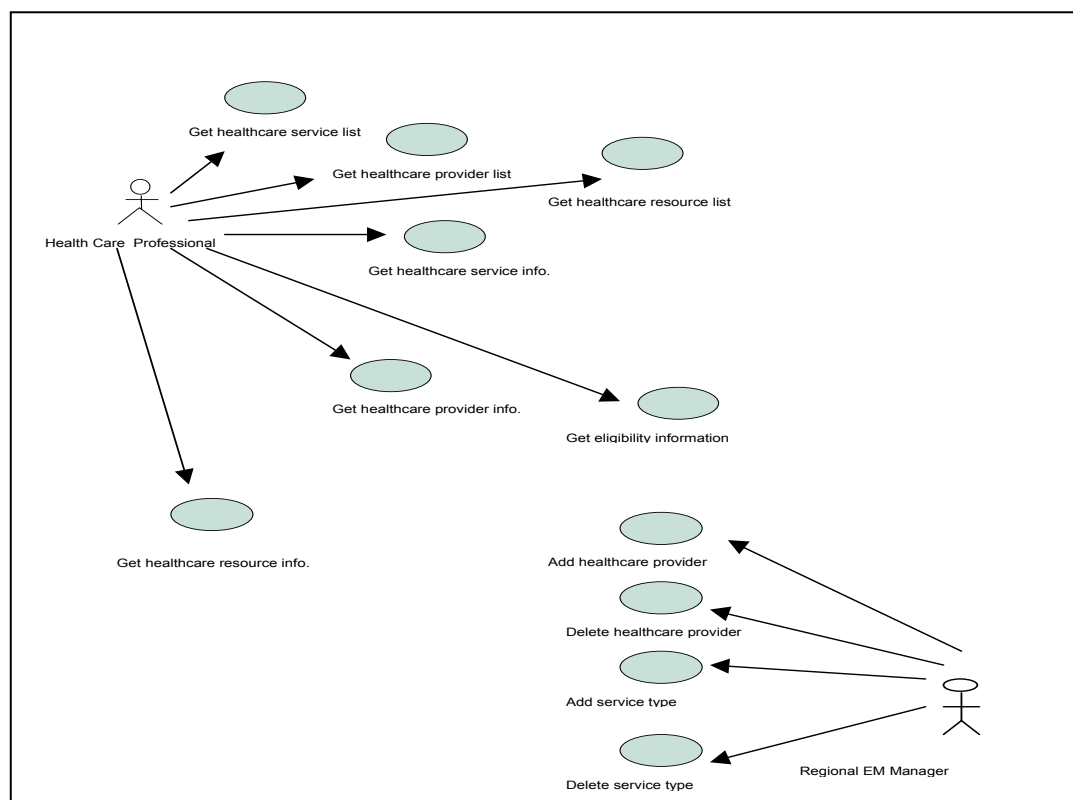 Get healthcare service list
Get healthcare provider list
Get healthcare resource list
Health Care Professional
Get healthcare service info.
Get healthcare provider info.
Get eligibility information
Get healthcare resource info.
Add healthcare provider
Delete healthcare provider
Add service type
Regional EM Manager
Delete service type